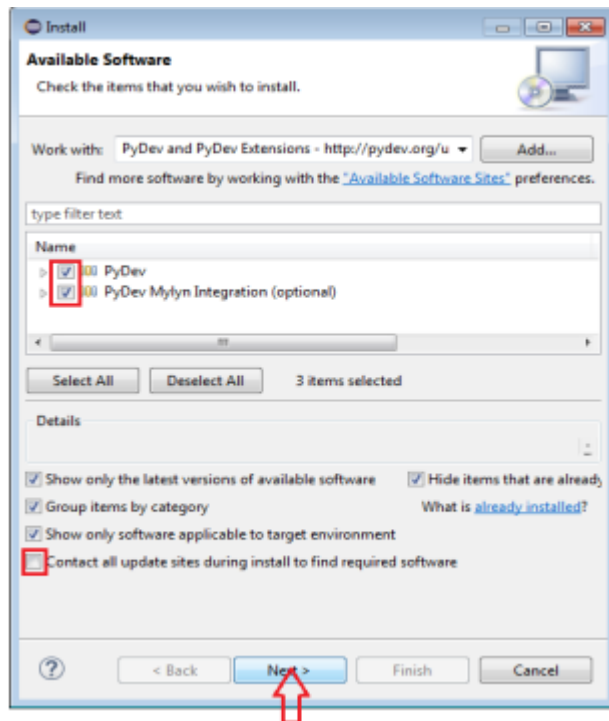 Install
Available Software
Check the items that you wish to install.
Work with: PyDev and PyDev Extensions - http://pydev.org/u Add...
Find more software by working with the "Available Software Sites" preferences.
type filter text
Name
PyDev
PyDev Mylyn Integration (optional)
Select All Deselect All 3 items selected
Details
Show only the latest versions of available software Hide items that are already
Group items by category What is already installed?
Show only software applicable to target environment
Contact all update sites during install to find required software
? < Back Next > Finish Cancel